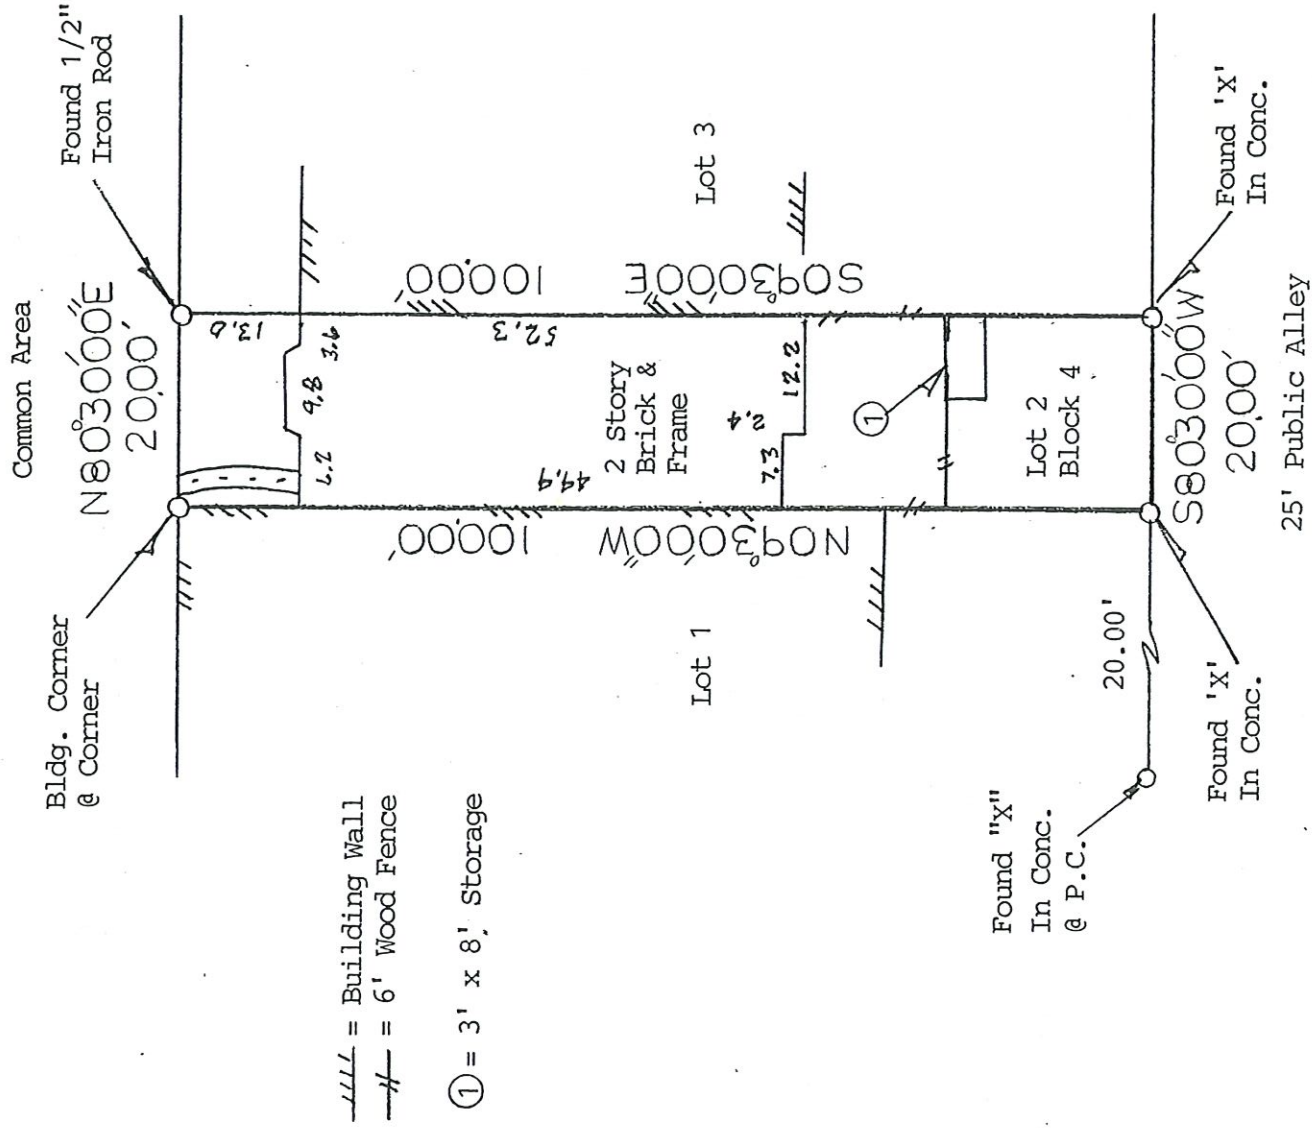 Common Area
N80°30'00"E
20.00'
Found 1/2"
Iron Rod
Bldg. Corner
@ Corner
13.0
3.6
9.8
6.2
100.00'
S09°30'00"E
52.3
Lot 3
2 Story
Brick &
Frame
49.9
2.4
12.2
7.3
100.00'
N09°30'00"W
Lot 1
1
Lot 2
Block 4
= Building Wall
= 6' Wood Fence
1 = 3' x 8' Storage
20.00'
Found "X"
In Conc.
@ P.C.
Found 'X'
In Conc.
Found 'X'
In Conc.
S80°30'00"W
20.00'
25' Public Alley